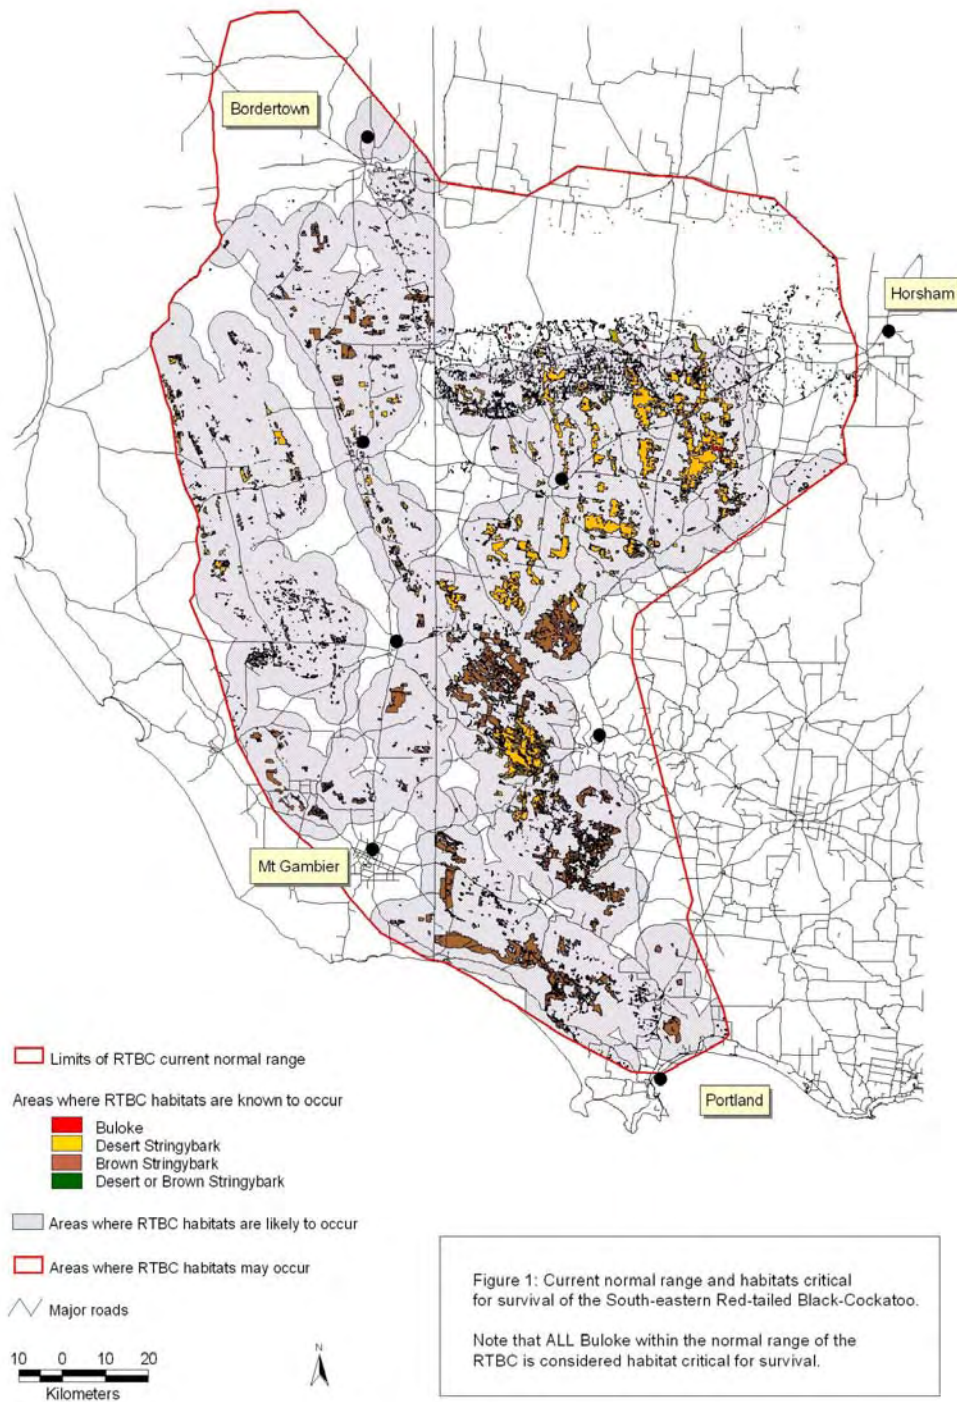 Bordertown
Horsham
Mt Gambier
Portland
Limits of RTBC current normal range
Areas where RTBC habitats are known to occur
Buloke
Desert Stringybark
Brown Stringybark
Desert or Brown Stringybark
Areas where RTBC habitats are likely to occur
Areas where RTBC habitats may occur
Major roads
10 0 10 20
Kilometers
N
Figure 1: Current normal range and habitats critical
for survival of the South-eastern Red-tailed Black-Cockatoo.
Note that ALL Buloke within the normal range of the
RTBC is considered habitat critical for survival.